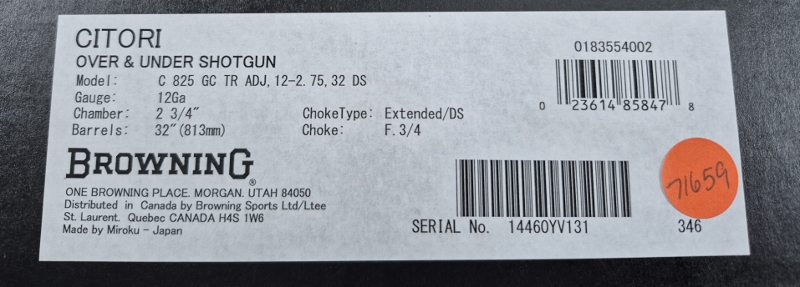 CITORI
OVER & UNDER SHOTGUN
Model: C 825 GC TR ADJ,12-2.75,32 DS
Gauge: 12Ga
Chamber: 2 3/4" ChokeType: Extended/DS
Barrels: 32"(813mm) Choke: F.3/4
0183554002
0 23614 85847 8
BROWNING®
ONE BROWNING PLACE. MORGAN. UTAH 84050
Distributed in Canada by Browning Sports Ltd/Ltee
St. Laurent. Quebec CANADA H4S 1W6
Made by Miroku - Japan
SERIAL No. 14460YV131 346
71659